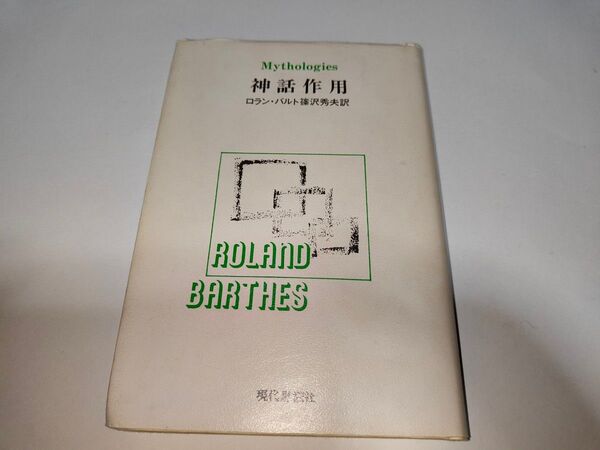 Mythologies
神話作用
ロラン・バルト篠沢秀夫訳
ROLAND
BARTHES
現代思潮社